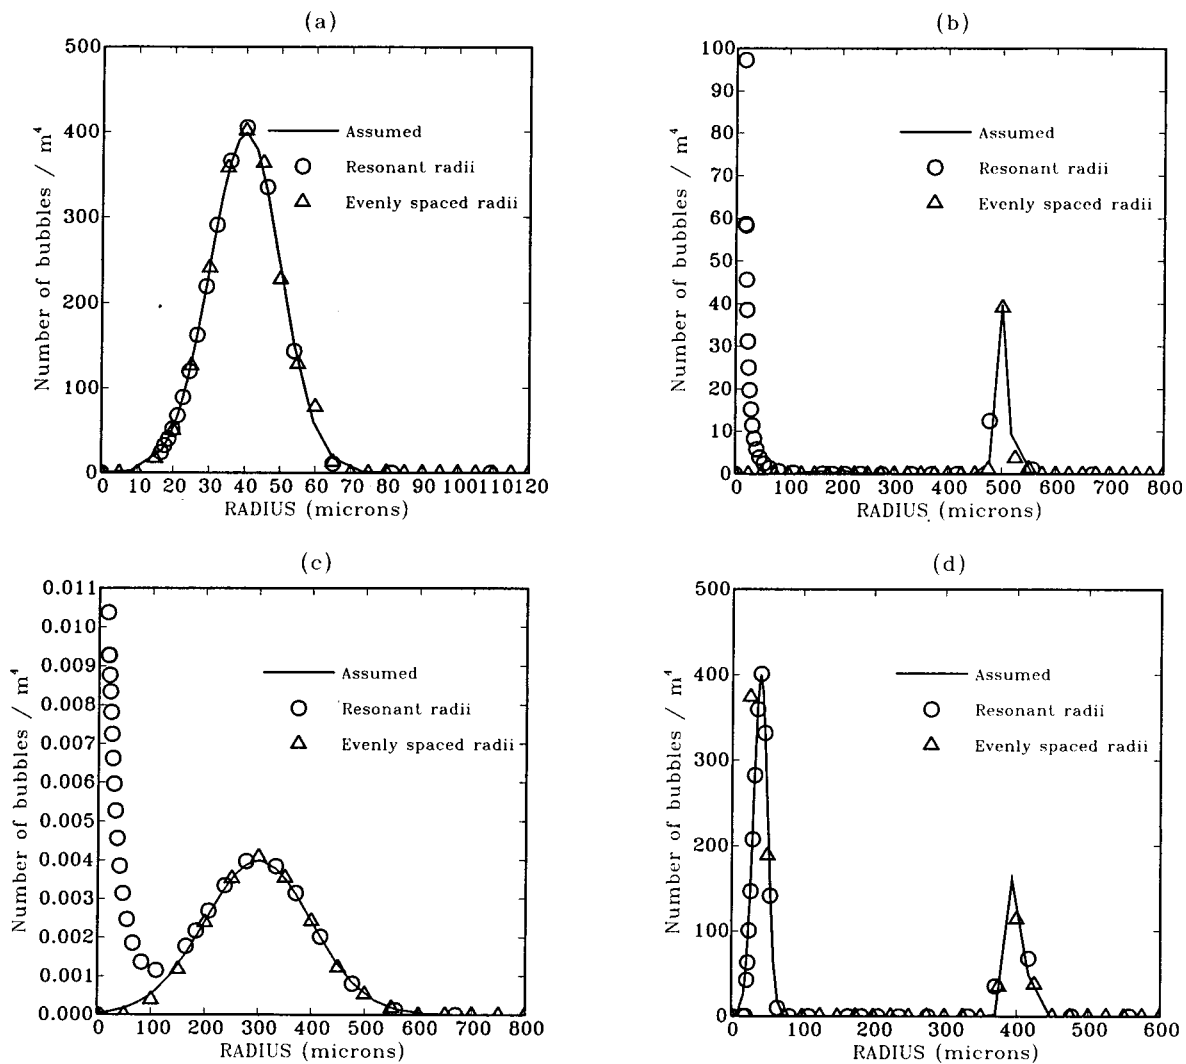 (a)
500
400
300
200
100
0
Number of bubbles / m⁴
Assumed
Resonant radii
Evenly spaced radii
0 10 20 30 40 50 60 70 80 90 100110120
RADIUS (microns)
(b)
100
90
80
70
60
50
40
30
20
10
0
Number of bubbles / m⁴
Assumed
Resonant radii
Evenly spaced radii
0 100 200 300 400 500 600 700 800
RADIUS (microns)
(c)
0.011
0.010
0.009
0.008
0.007
0.006
0.005
0.004
0.003
0.002
0.001
0.000
Number of bubbles / m⁴
Assumed
Resonant radii
Evenly spaced radii
0 100 200 300 400 500 600 700 800
RADIUS (microns)
(d)
500
400
300
200
100
0
Number of bubbles / m⁴
Assumed
Resonant radii
Evenly spaced radii
0 100 200 300 400 500 600
RADIUS (microns)